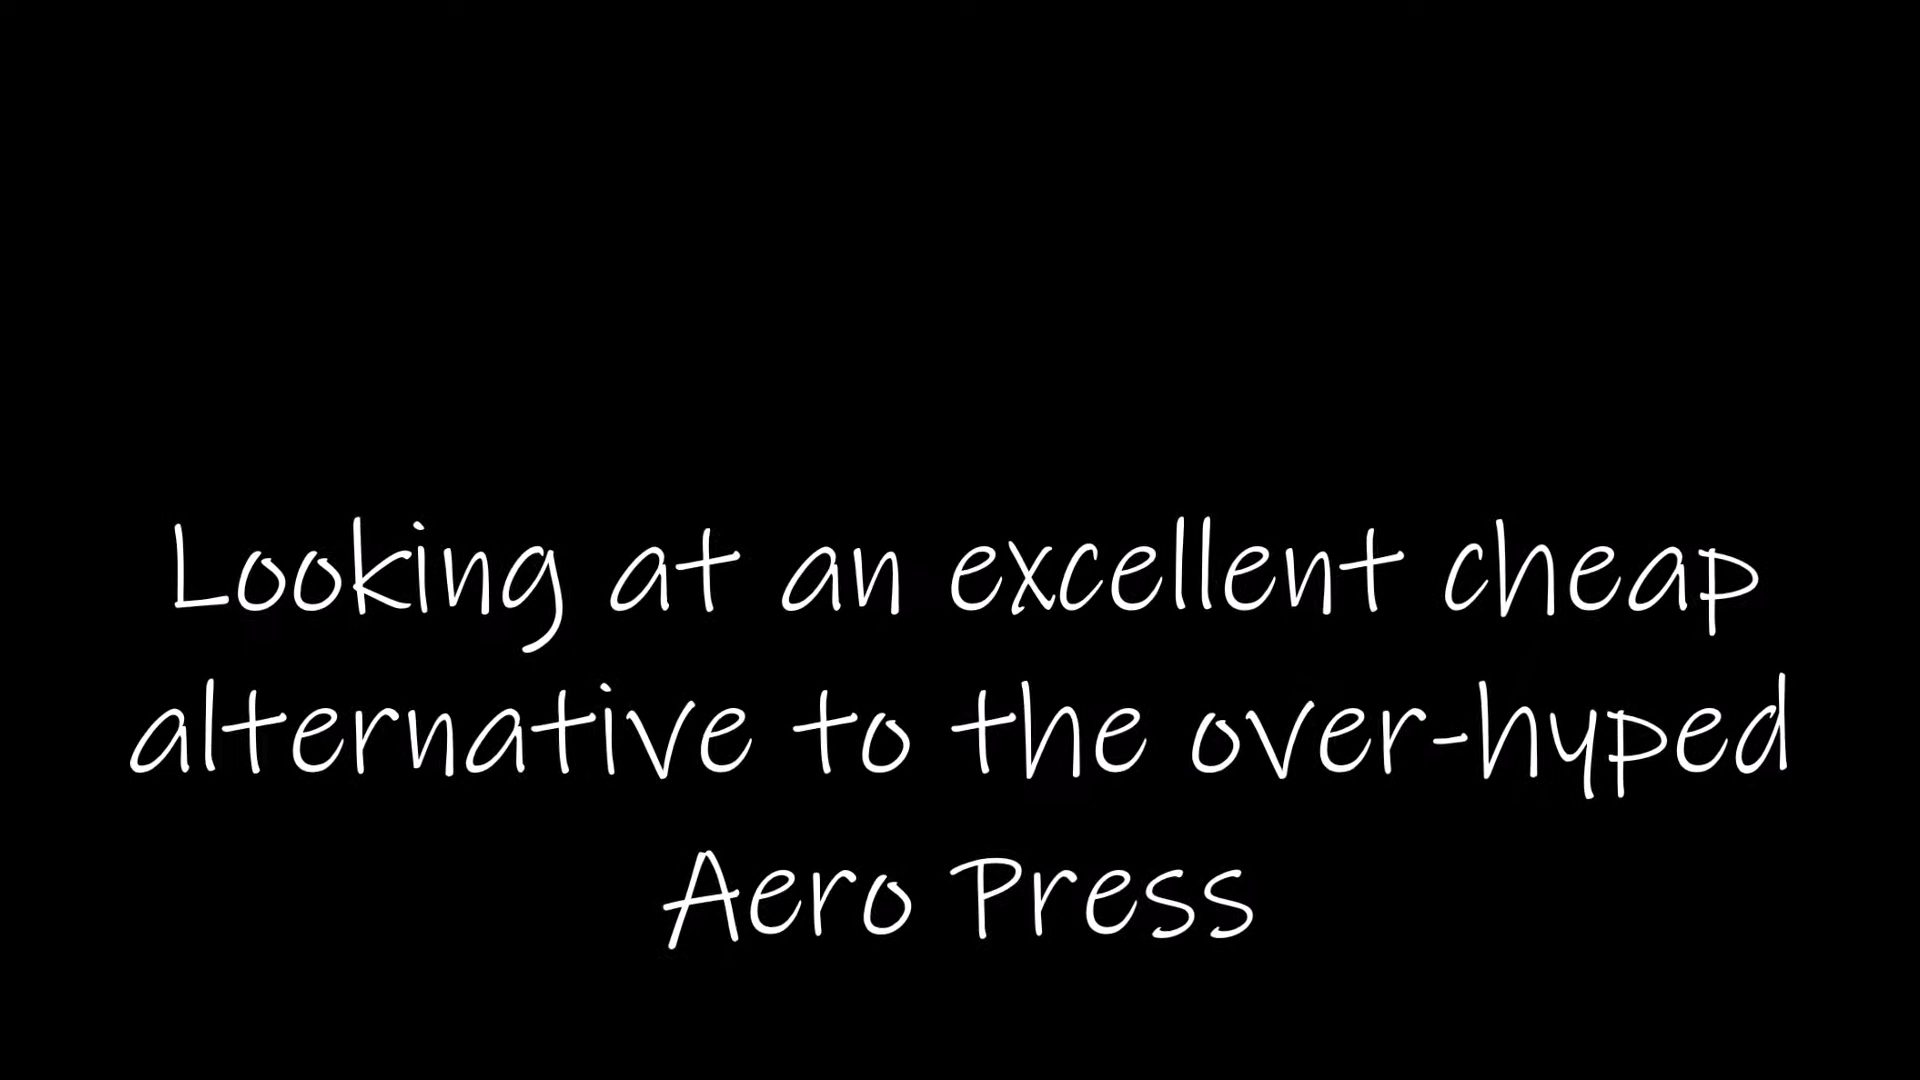 Looking at an excellent cheap
alternative to the over-hyped
Aero Press